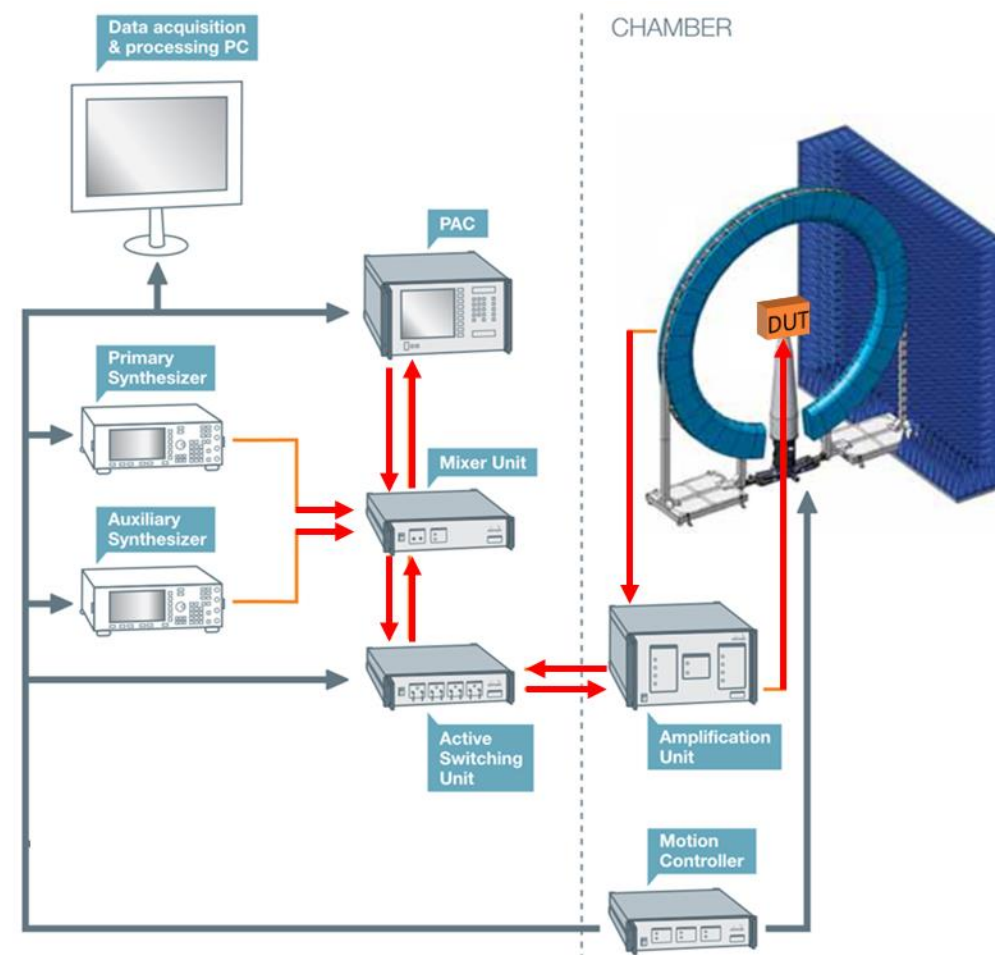 Data acquisition
& processing PC
CHAMBER
PAC
DUT
Primary
Synthesizer
Mixer Unit
Auxiliary
Synthesizer
Active
Switching
Unit
Amplification
Unit
Motion
Controller